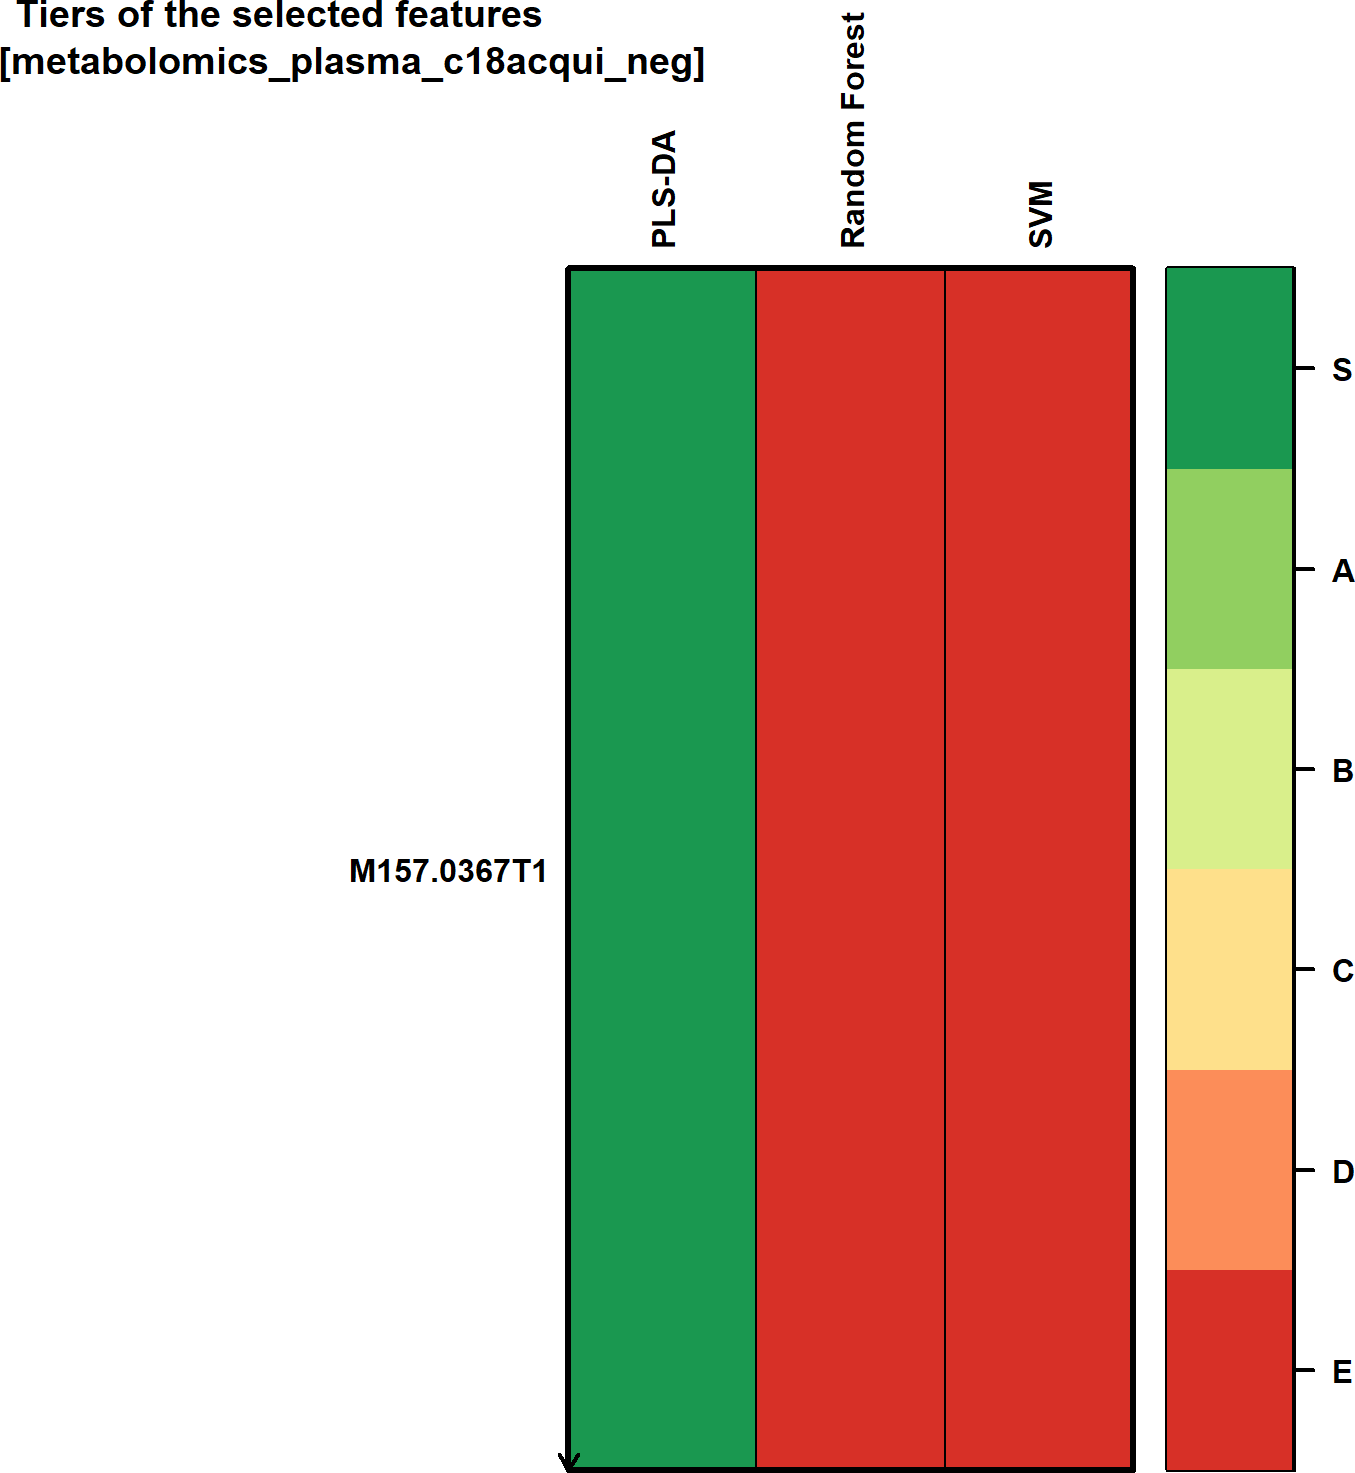 Tiers of the selected features
[metabolomics_plasma_c18acqui_neg]
PLS-DA
Random Forest
SVM
M157.0367T1
S
A
B
C
D
E